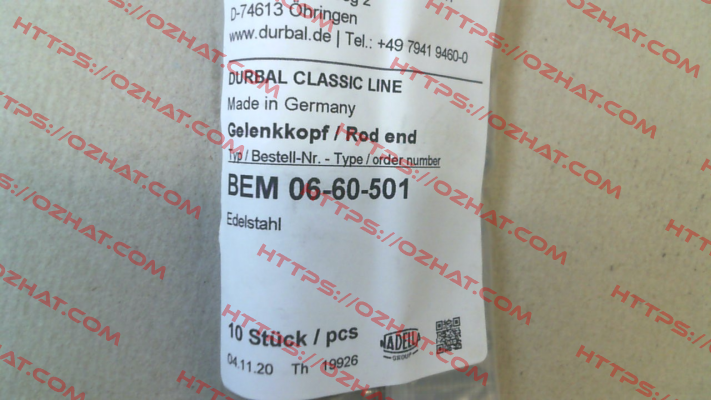 D-74613 Öhringen
www.durbal.de | Tel.: +49 7941 9460-0
DURBAL CLASSIC LINE
Made in Germany
Gelenkkopf / Rod end
Typ / Bestell-Nr. - Type / order number
BEM 06-60-501
Edelstahl
10 Stück / pcs
04.11.20 Th 19926
NADELLA
GROUP
HTTPS://OZHAT.COM